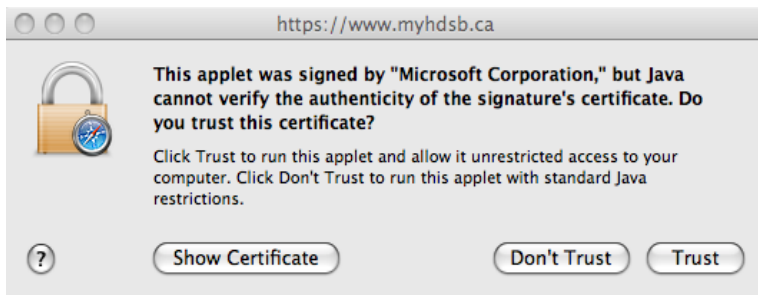 https://www.myhdsb.ca
This applet was signed by "Microsoft Corporation," but Java
cannot verify the authenticity of the signature's certificate. Do
you trust this certificate?
Click Trust to run this applet and allow it unrestricted access to your
computer. Click Don't Trust to run this applet with standard Java
restrictions.
?
Show Certificate
Don't Trust
Trust